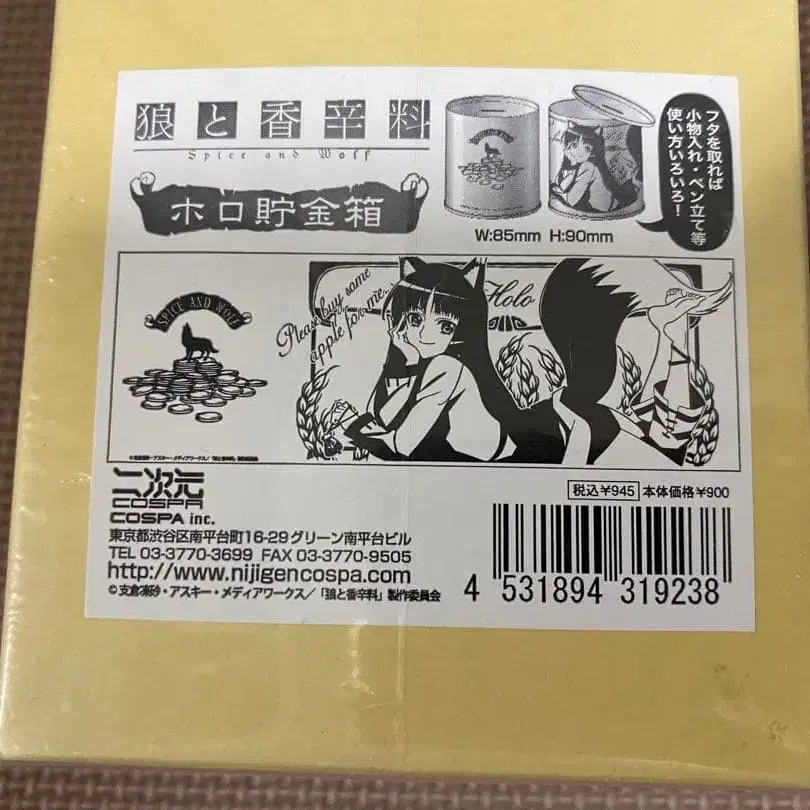 狼と香辛料
Spice and Wolf
ホロ貯金箱
W:85mm H:90mm
フタを取れば
小物入れ・ペン立て等
使い方いろいろ！
SPICE AND WOLF
Please buy some
apple for me.
Holo
二次元
COSPA
COSPA inc.
東京都渋谷区南平台町16-29グリーン南平台ビル
TEL 03-3770-3699 FAX 03-3770-9505
http://www.nijigencospa.com
©支倉凍砂・アスキー・メディアワークス／「狼と香辛料」製作委員会
税込¥945 本体価格¥900
4 531894 319238